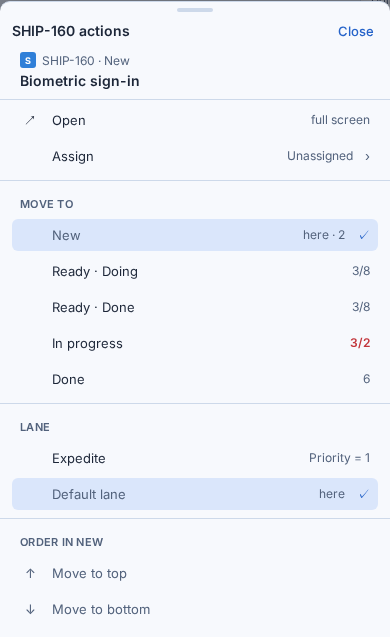 SHIP-160 actions Close
S SHIP-160 · New
Biometric sign-in
↗ Open full screen
Assign Unassigned ›
MOVE TO
New here · 2 ✓
Ready · Doing 3/8
Ready · Done 3/8
In progress 3/2
Done 6
LANE
Expedite Priority = 1
Default lane here ✓
ORDER IN NEW
↑ Move to top
↓ Move to bottom